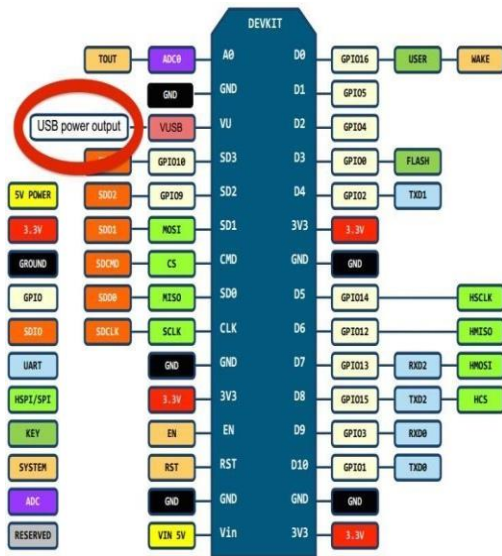 DEVKIT
TOUT ADC0 A0 D0 GPIO16 USER WAKE
GND GND D1 GPIO5
USB power output VUSB VU D2 GPIO4
GPIO10 SD3 D3 GPIO0 FLASH
5V POWER SDD2 GPIO9 SD2 D4 GPIO2 TXD1
3.3V SDD1 MOSI SD1 3V3 3.3V
GROUND SDCMD CS CMD GND GND
GPIO SDD0 MISO SD0 D5 GPIO14 HSCLK
SDIO SDCLK SCLK CLK D6 GPIO12 HMISO
UART GND GND D7 GPIO13 RXD2 HMOSI
HSPI/SPI 3.3V 3V3 D8 GPIO15 TXD2 HCS
KEY EN EN D9 GPIO3 RXD0
SYSTEM RST RST D10 GPIO1 TXD0
ADC GND GND GND GND
RESERVED VIN 5V Vin 3V3 3.3V